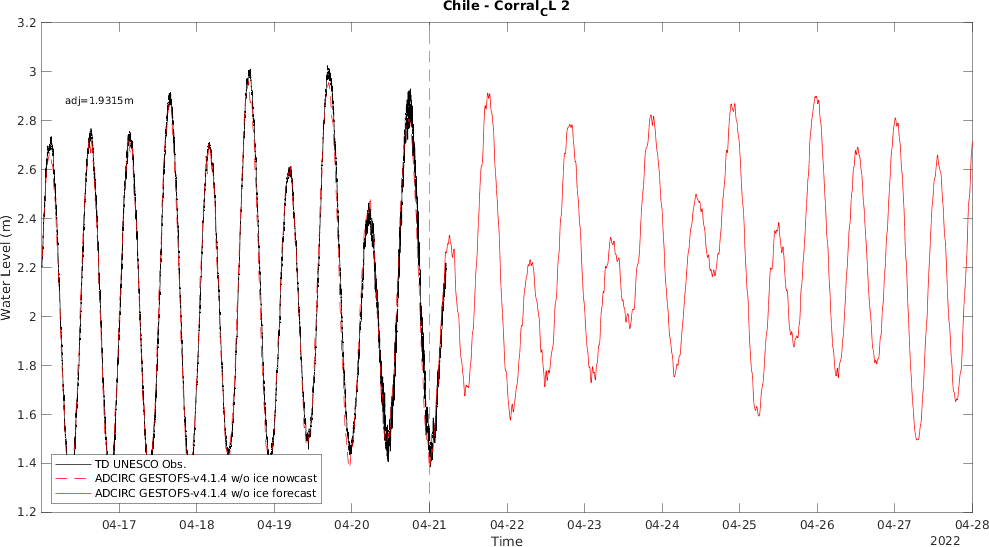 Chile - Corral_CL 2
3.2
3
2.8
2.6
2.4
2.2
2
1.8
1.6
1.4
1.2
Water Level (m)
adj=1.9315m
TD UNESCO Obs.
ADCIRC GESTOFS-v4.1.4 w/o ice nowcast
ADCIRC GESTOFS-v4.1.4 w/o ice forecast
04-17 04-18 04-19 04-20 04-21 04-22 04-23 04-24 04-25 04-26 04-27 04-28
Time
2022